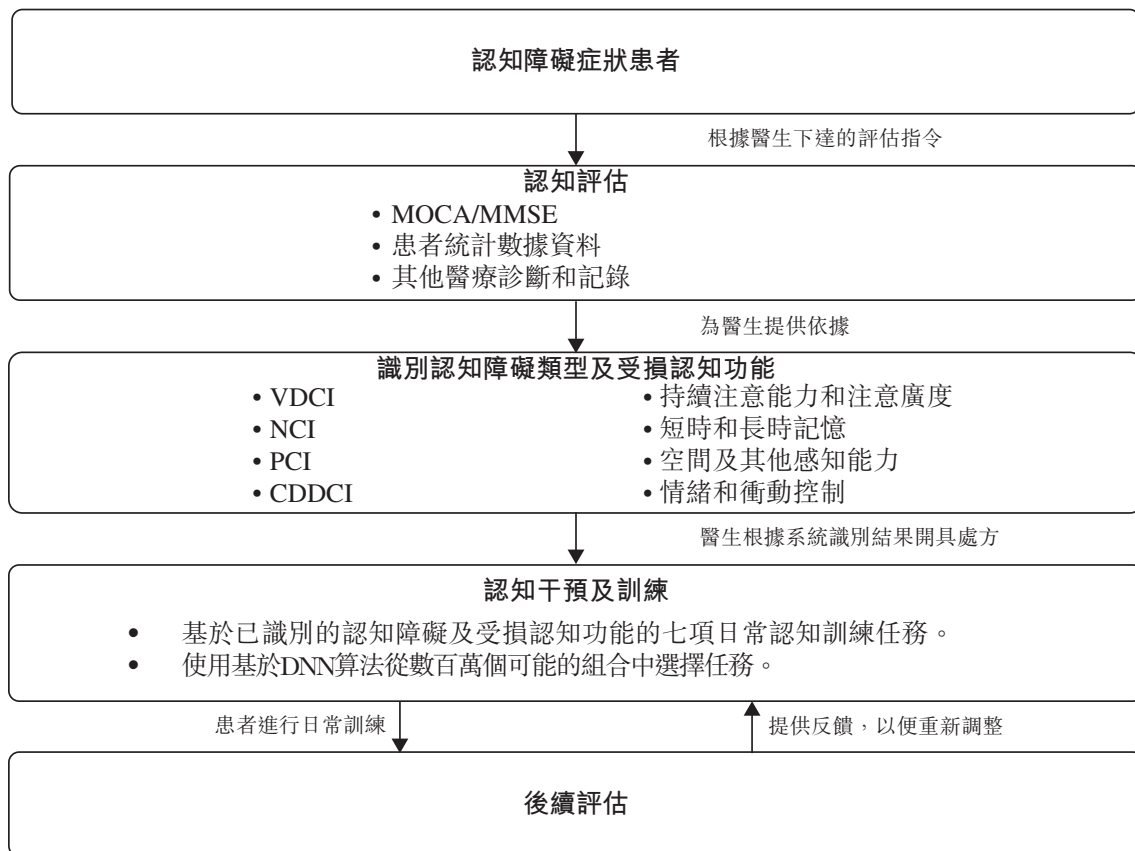 認知障礙症狀患者
根據醫生下達的評估指令
認知評估
• MOCA/MMSE
• 患者統計數據資料
• 其他醫療診斷和記錄
為醫生提供依據
識別認知障礙類型及受損認知功能
• VDCI
• NCI
• PCI
• CDDCI
• 持續注意能力和注意廣度
• 短時和長時記憶
• 空間及其他感知能力
• 情緒和衝動控制
醫生根據系統識別結果開具處方
認知干預及訓練
• 基於已識別的認知障礙及受損認知功能的七項日常認知訓練任務。
• 使用基於DNN算法從數百萬個可能的組合中選擇任務。
患者進行日常訓練
提供反饋，以便重新調整
後續評估